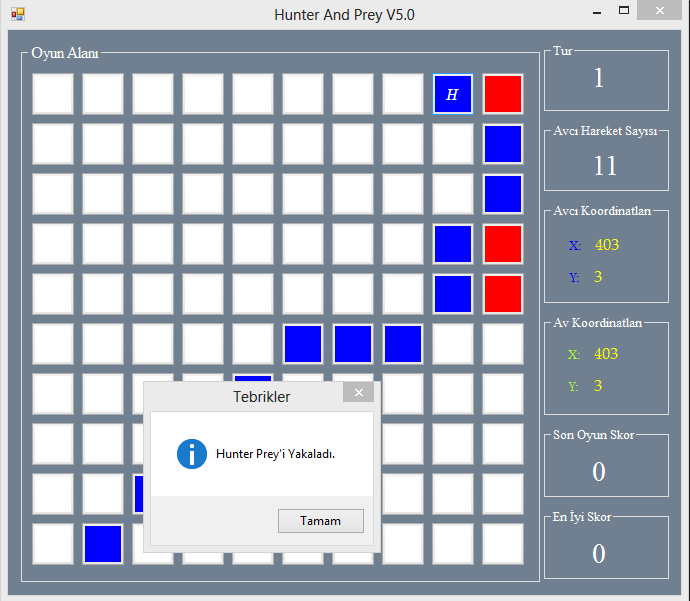 Hunter And Prey V5.0
Oyun Alanı
H
Tur
1
Avcı Hareket Sayısı
11
Avcı Koordinatları
X: 403
Y: 3
Av Koordinatları
X: 403
Y: 3
Tebrikler
Hunter Prey'i Yakaladı.
Tamam
Son Oyun Skor
0
En İyi Skor
0